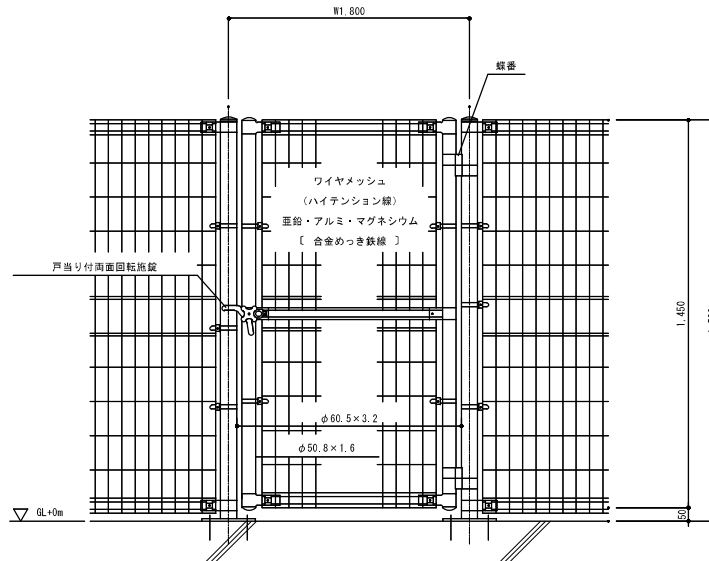 W1.800
蝶番
ワイヤメッシュ
（ハイテンション線）
亜鉛・アルミ・マグネシウム
〔 合金めっき鉄線 〕
戸当り付両面回転施錠
1.450
φ60.5×3.2
φ50.8×1.6
GL+0m
50